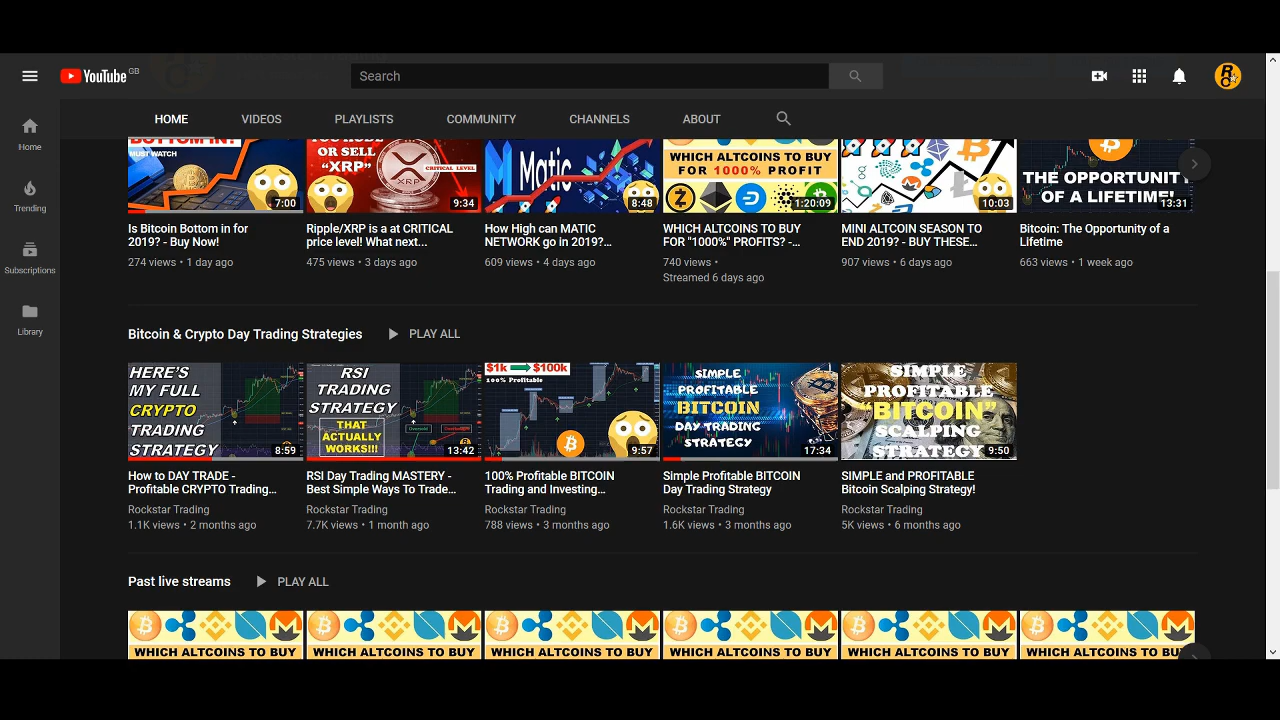 YouTube GB
Search
HOME VIDEOS PLAYLISTS COMMUNITY CHANNELS ABOUT
Home
Trending
Subscriptions
Library
BOTTOM IN?
MUST WATCH
7:00
OR SELL
"XRP"
XRP
CRITICAL LEVEL
9:34
Matic
8:48
WHICH ALTCOINS TO BUY
FOR 1000% PROFIT
1:20:09
10:03
THE OPPORTUNITY
OF A LIFETIME!
13:31
Is Bitcoin Bottom in for
2019? - Buy Now!
274 views • 1 day ago
Ripple/XRP is a at CRITICAL
price level! What next...
475 views • 3 days ago
How High can MATIC
NETWORK go in 2019?...
609 views • 4 days ago
WHICH ALTCOINS TO BUY
FOR "1000%" PROFITS? -...
740 views •
Streamed 6 days ago
MINI ALTCOIN SEASON TO
END 2019? - BUY THESE...
907 views • 6 days ago
Bitcoin: The Opportunity of a
Lifetime
663 views • 1 week ago
Bitcoin & Crypto Day Trading Strategies PLAY ALL
HERE'S
MY FULL
CRYPTO
TRADING
STRATEGY
8:59
RSI
TRADING
STRATEGY
THAT
ACTUALLY
WORKS!!!
13:42
$1k $100k
100% Profitable
9:57
SIMPLE
PROFITABLE
BITCOIN
DAY TRADING
STRATEGY
17:34
SIMPLE
PROFITABLE
"BITCOIN"
SCALPING
STRATEGY
9:50
How to DAY TRADE -
Profitable CRYPTO Trading...
Rockstar Trading
1.1K views • 2 months ago
RSI Day Trading MASTERY -
Best Simple Ways To Trade...
Rockstar Trading
7.7K views • 1 month ago
100% Profitable BITCOIN
Trading and Investing...
Rockstar Trading
788 views • 3 months ago
Simple Profitable BITCOIN
Day Trading Strategy
Rockstar Trading
1.6K views • 3 months ago
SIMPLE and PROFITABLE
Bitcoin Scalping Strategy!
Rockstar Trading
5K views • 6 months ago
Past live streams PLAY ALL
WHICH ALTCOINS TO BUY
WHICH ALTCOINS TO BUY
WHICH ALTCOINS TO BUY
WHICH ALTCOINS TO BUY
WHICH ALTCOINS TO BUY
WHICH ALTCOINS TO BUY